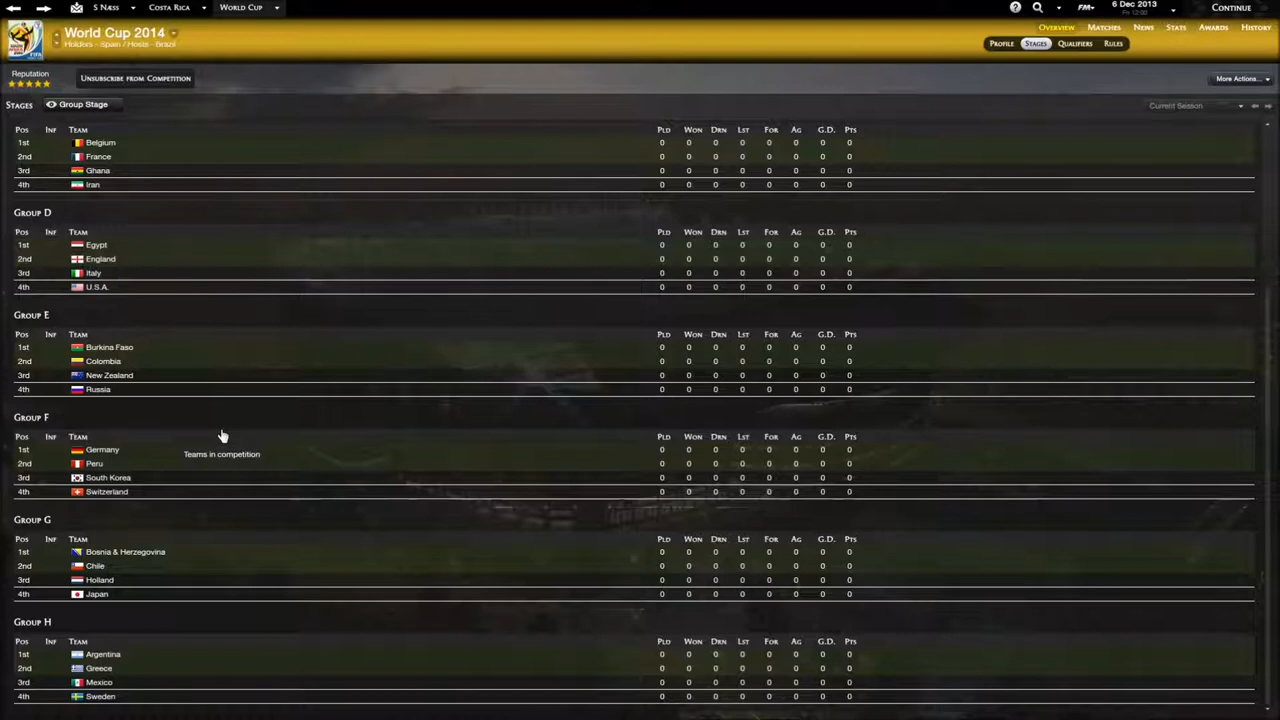 S Næss Costa Rica World Cup 6 Dec 2013 Fri 12:00 FM Continue
World Cup 2014
Holders - Spain / Hosts - Brazil
Overview Matches News Stats Awards History
Profile Stages Qualifiers Rules
Reputation
Unsubscribe from Competition More Actions...
Stages Group Stage Current Season
Pos Inf Team Pld Won Drn Lst For Ag G.D. Pts
1st Belgium 0 0 0 0 0 0 0 0
2nd France 0 0 0 0 0 0 0 0
3rd Ghana 0 0 0 0 0 0 0 0
4th Iran 0 0 0 0 0 0 0 0
Group D
Pos Inf Team Pld Won Drn Lst For Ag G.D. Pts
1st Egypt 0 0 0 0 0 0 0 0
2nd England 0 0 0 0 0 0 0 0
3rd Italy 0 0 0 0 0 0 0 0
4th U.S.A. 0 0 0 0 0 0 0 0
Group E
Pos Inf Team Pld Won Drn Lst For Ag G.D. Pts
1st Burkina Faso 0 0 0 0 0 0 0 0
2nd Colombia 0 0 0 0 0 0 0 0
3rd New Zealand 0 0 0 0 0 0 0 0
4th Russia 0 0 0 0 0 0 0 0
Group F
Pos Inf Team Pld Won Drn Lst For Ag G.D. Pts
1st Germany 0 0 0 0 0 0 0 0
Teams in competition
2nd Peru 0 0 0 0 0 0 0 0
3rd South Korea 0 0 0 0 0 0 0 0
4th Switzerland 0 0 0 0 0 0 0 0
Group G
Pos Inf Team Pld Won Drn Lst For Ag G.D. Pts
1st Bosnia & Herzegovina 0 0 0 0 0 0 0 0
2nd Chile 0 0 0 0 0 0 0 0
3rd Holland 0 0 0 0 0 0 0 0
4th Japan 0 0 0 0 0 0 0 0
Group H
Pos Inf Team Pld Won Drn Lst For Ag G.D. Pts
1st Argentina 0 0 0 0 0 0 0 0
2nd Greece 0 0 0 0 0 0 0 0
3rd Mexico 0 0 0 0 0 0 0 0
4th Sweden 0 0 0 0 0 0 0 0